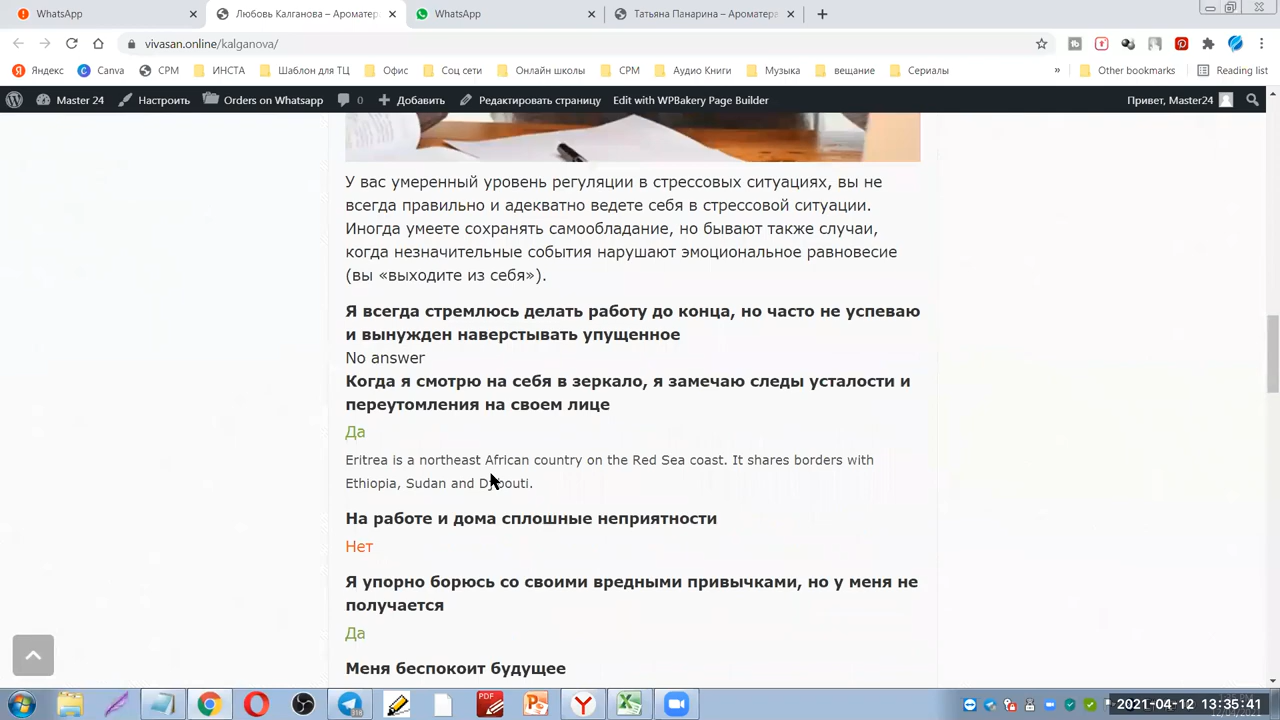 WhatsApp
Любовь Калганова – Ароматер
WhatsApp
Татьяна Панарина – Ароматера
vivasan.online/kalganova/
Яндекс
Canva
CPM
ИНСТА
Шаблон для ТЦ
Офис
Соц сети
Онлайн школы
CPM
Аудио Книги
Музыка
вещание
Сериалы
»
Other bookmarks
Reading list
Master 24
Настроить
Orders on Whatsapp
0
Добавить
Редактировать страницу
Edit with WPBakery Page Builder
Привет, Master24
У вас умеренный уровень регуляции в стрессовых ситуациях, вы не
всегда правильно и адекватно ведете себя в стрессовой ситуации.
Иногда умеете сохранять самообладание, но бывают также случаи,
когда незначительные события нарушают эмоциональное равновесие
(вы «выходите из себя»).
Я всегда стремлюсь делать работу до конца, но часто не успеваю
и вынужден наверстывать упущенное
No answer
Когда я смотрю на себя в зеркало, я замечаю следы усталости и
переутомления на своем лице
Да
Eritrea is a northeast African country on the Red Sea coast. It shares borders with
Ethiopia, Sudan and Djibouti.
На работе и дома сплошные неприятности
Нет
Я упорно борюсь со своими вредными привычками, но у меня не
получается
Да
Меня беспокоит будущее
PDF
2021-04-12 13:35:41